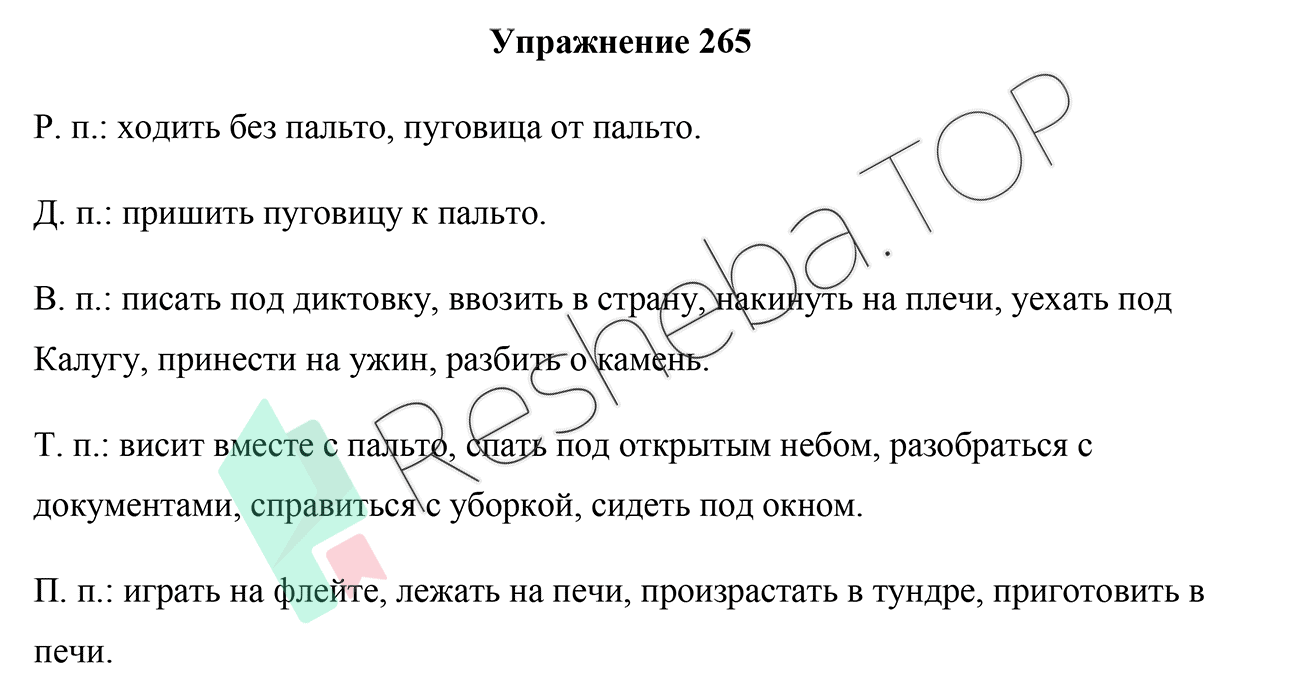 Упражнение 265
Р. п.: ходить без пальто, пуговица от пальто.
Д. п.: пришить пуговицу к пальто.
В. п.: писать под диктовку, ввозить в страну, накинуть на плечи, уехать под
Калугу, принести на ужин, разбить о камень.
Т. п.: висит вместе с пальто, спать под открытым небом, разобраться с
документами, справиться с уборкой, сидеть под окном.
П. п.: играть на флейте, лежать на печи, произрастать в тундре, приготовить в
печи.
Resheba.TOP